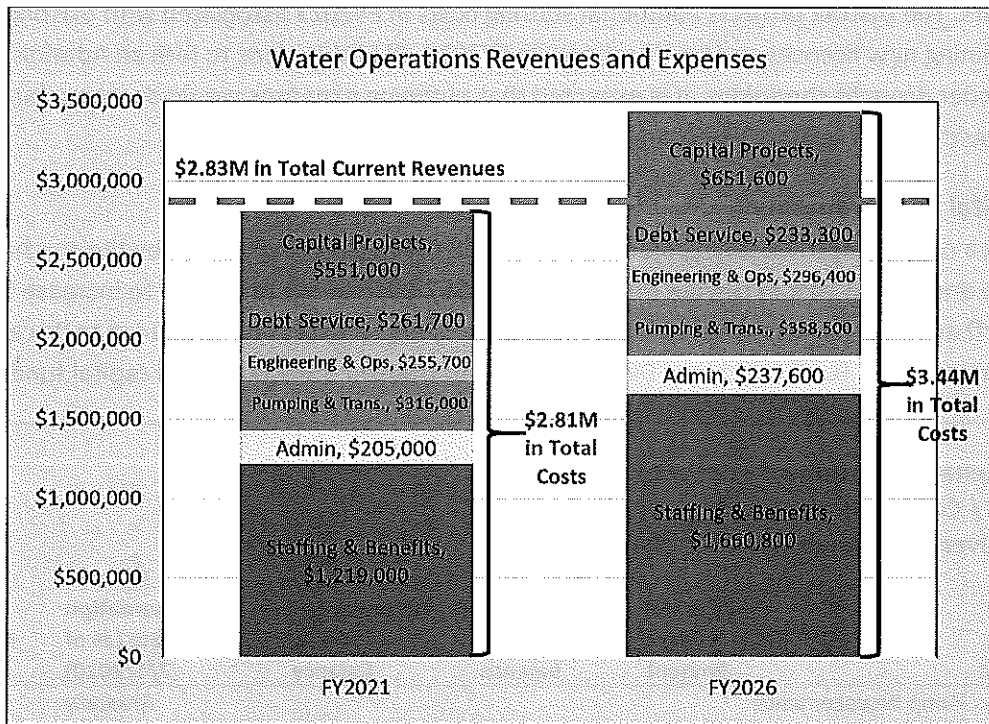 Water Operations Revenues and Expenses
$3,500,000
$3,000,000
$2,500,000
$2,000,000
$1,500,000
$1,000,000
$500,000
$0
$2.83M in Total Current Revenues
Capital Projects,
$551,000
Debt Service, $261,700
Engineering & Ops, $255,700
Pumping & Trans., $316,000
Admin, $205,000
Staffing & Benefits,
$1,219,000
$2.81M
in Total
Costs
Capital Projects,
$651,600
Debt Service, $233,300
Engineering & Ops, $296,400
Pumping & Trans., $358,500
Admin, $237,600
Staffing & Benefits,
$1,660,800
$3.44M
in Total
Costs
FY2021
FY2026